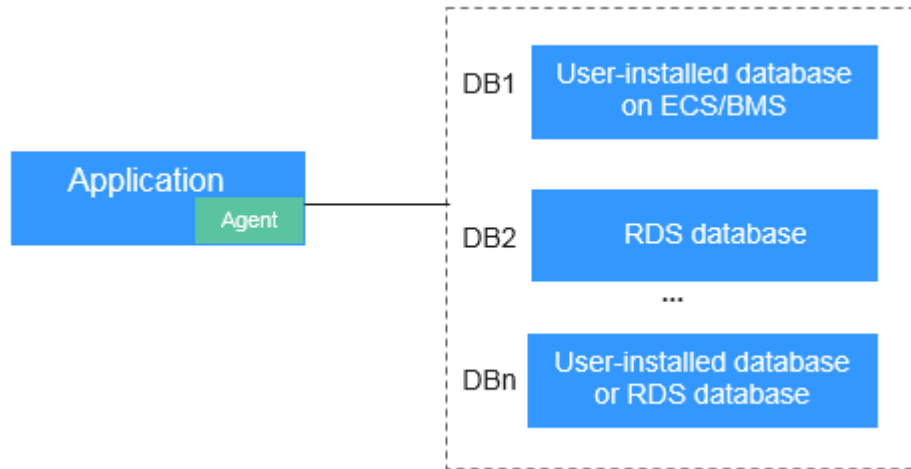 Application
Agent
DB1
User-installed database
on ECS/BMS
DB2
RDS database
...
DBn
User-installed database
or RDS database